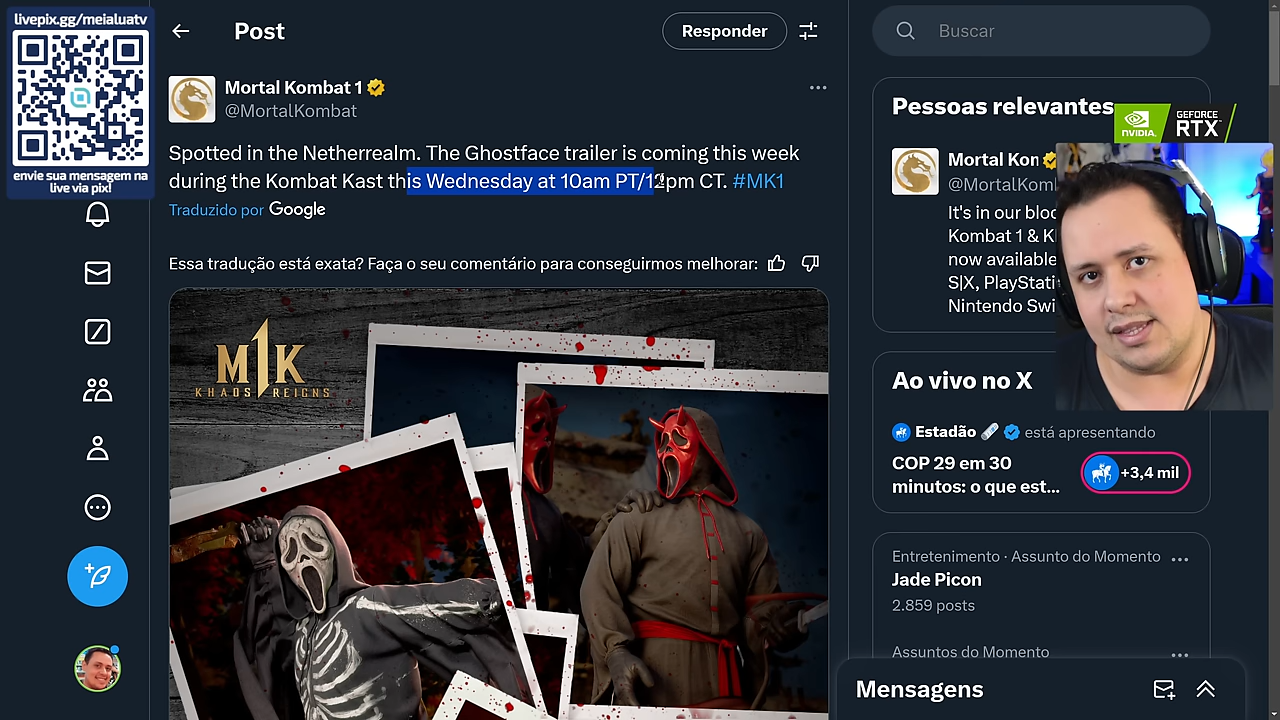 livepix.gg/meialuatv
envie sua mensagem na
live via pix!
Post
Responder
Mortal Kombat 1
@MortalKombat
Spotted in the Netherrealm. The Ghostface trailer is coming this week
during the Kombat Kast this Wednesday at 10am PT/12pm CT. #MK1
Traduzido por Google
Essa tradução está exata? Faça o seu comentário para conseguirmos melhorar:
M1K
KHAOS REIGNS
Buscar
Pessoas relevantes
NVIDIA.
GEFORCE
RTX
Mortal Kon
@MortalKoml
It's in our bloo
Kombat 1 & K
now available
S|X, PlayStati
Nintendo Swi
Ao vivo no X
Estadão está apresentando
COP 29 em 30
minutos: o que est...
+3,4 mil
Entretenimento · Assunto do Momento
Jade Picon
2.859 posts
Assuntos do Momento
Mensagens